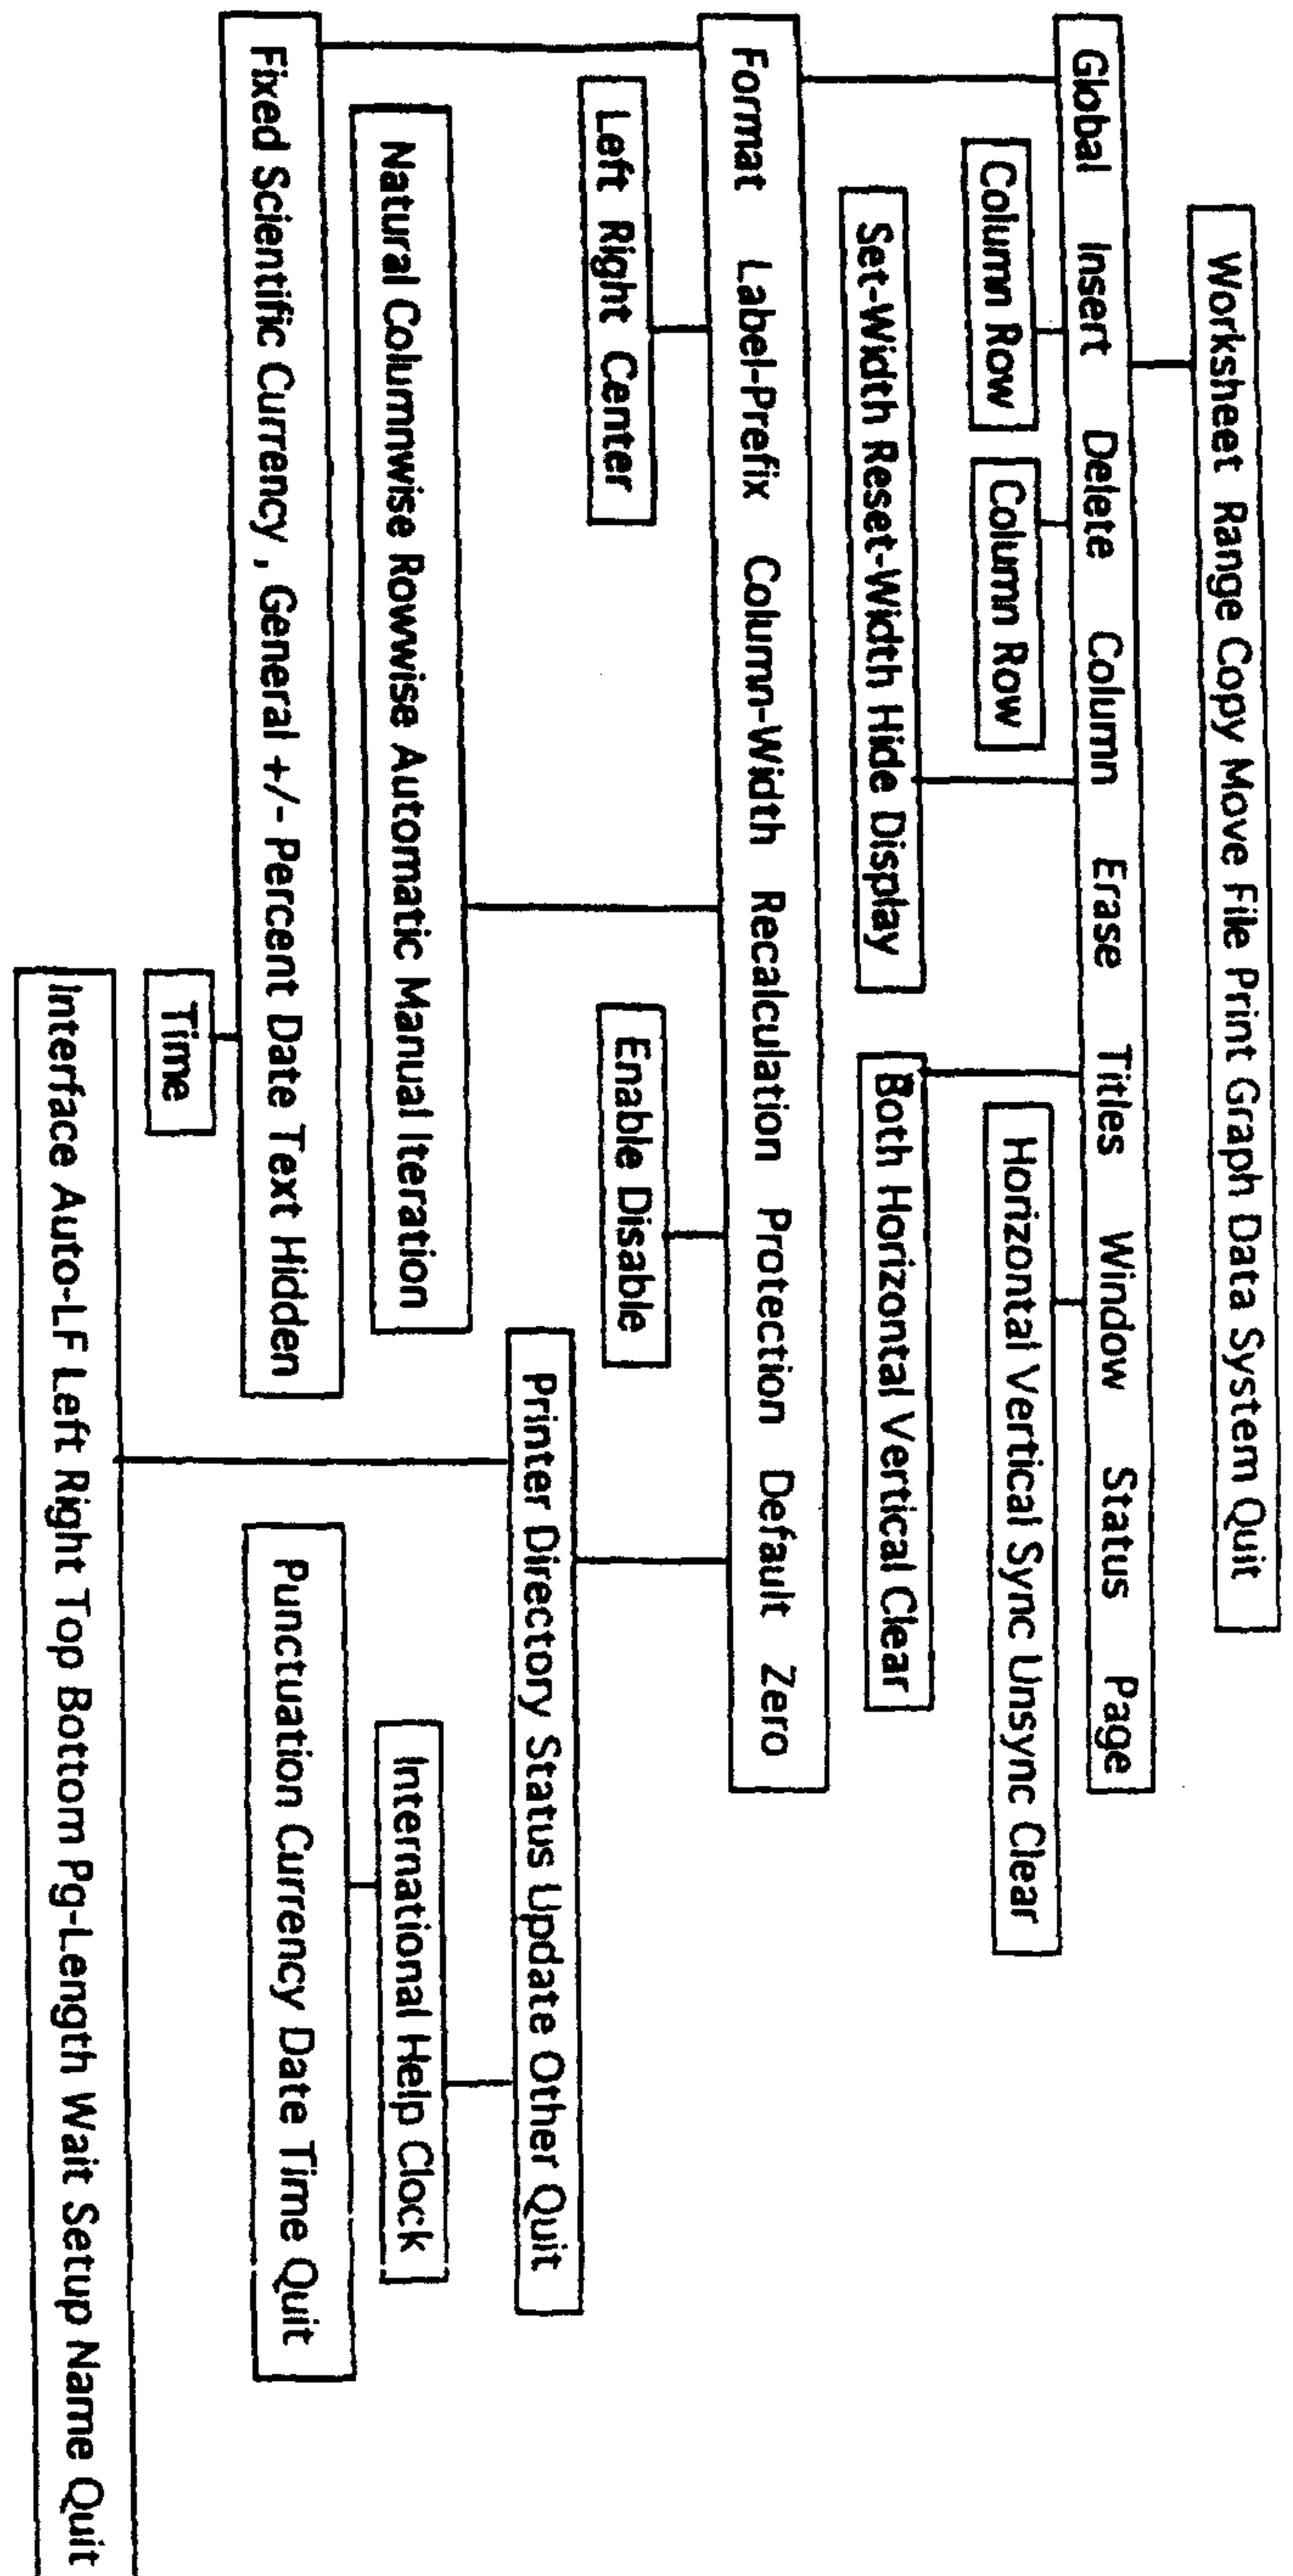 Worksheet Range Copy Move File Print Graph Data System Quit
Global Insert Delete Column Erase Titles Window Status Page
Column Row
Column Row
Horizontal Vertical Sync Unsync Clear
Set-Width Reset-Width Hide Display
Both Horizontal Vertical Clear
Format Label-Prefix Column-Width Recalculation Protection Default Zero
Left Right Center
Enable Disable
Printer Directory Status Update Other Quit
Natural Columnwise Rowwise Automatic Manual Iteration
International Help Clock
Fixed Scientific Currency , General +/- Percent Date Text Hidden
Punctuation Currency Date Time Quit
Time
Interface Auto-LF Left Right Top Bottom Pg-Length Wait Setup Name Quit